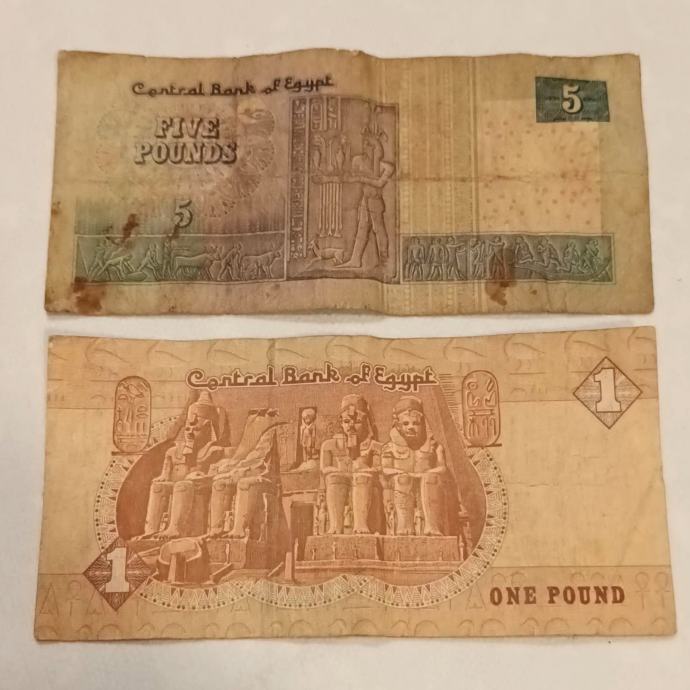 Central Bank of Egypt
5
FIVE
POUNDS
5
Central Bank of Egypt
1
1
ONE POUND